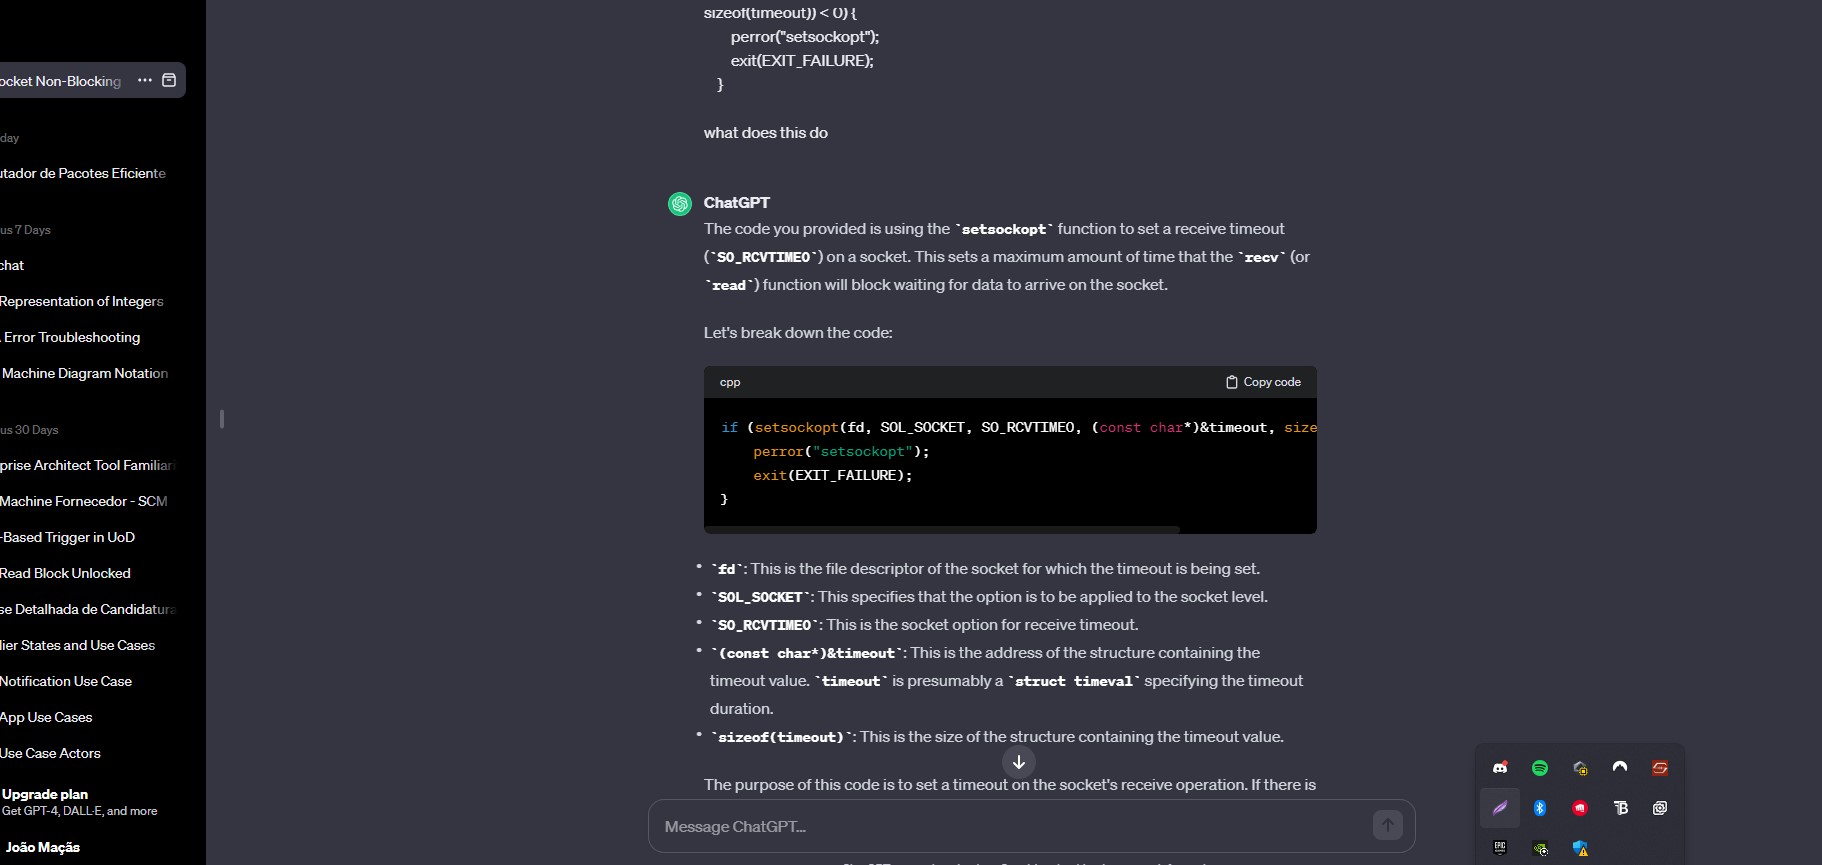 sizeof(timeout)) < 0) {
perror("setsockopt");
exit(EXIT_FAILURE);
}
what does this do
ocket Non-Blocking
day
utador de Pacotes Eficiente
us 7 Days
chat
Representation of Integers
Error Troubleshooting
Machine Diagram Notation
us 30 Days
prise Architect Tool Familiari
Machine Fornecedor - SCM
-Based Trigger in UoD
Read Block Unlocked
se Detalhada de Candidatura
lier States and Use Cases
Notification Use Case
App Use Cases
Use Case Actors
Upgrade plan
Get GPT-4, DALL·E, and more
João Maçãs
ChatGPT
The code you provided is using the `setsockopt` function to set a receive timeout
(`SO_RCVTIMEO`) on a socket. This sets a maximum amount of time that the `recv` (or
`read`) function will block waiting for data to arrive on the socket.
Let's break down the code:
cpp
Copy code
if (setsockopt(fd, SOL_SOCKET, SO_RCVTIMEO, (const char*)&timeout, size
perror("setsockopt");
exit(EXIT_FAILURE);
}
• `fd`: This is the file descriptor of the socket for which the timeout is being set.
• `SOL_SOCKET`: This specifies that the option is to be applied to the socket level.
• `SO_RCVTIMEO`: This is the socket option for receive timeout.
• `(const char*)&timeout`: This is the address of the structure containing the
timeout value. `timeout` is presumably a `struct timeval` specifying the timeout
duration.
• `sizeof(timeout)`: This is the size of the structure containing the timeout value.
The purpose of this code is to set a timeout on the socket's receive operation. If there is
Message ChatGPT...
EPIC